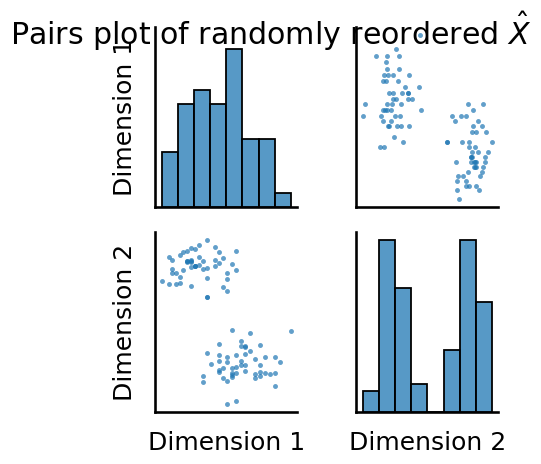 Pairs plot of randomly reordered X̂
Dimension 1
Dimension 2
Dimension 1
Dimension 2